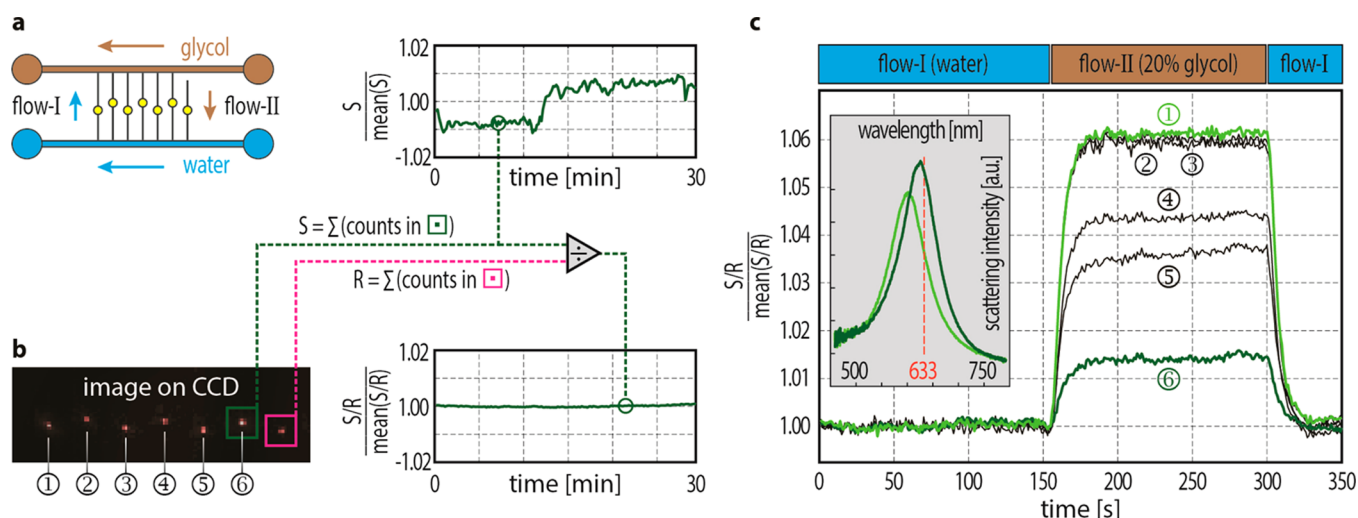 a
glycol
flow-I
flow-II
water
1.02
S
mean(S)
1.00
-1.02
0
time [min]
30
S = ∑(counts in ▣)
R = ∑(counts in ▣)
÷
b
image on CCD
① ② ③ ④ ⑤ ⑥
1.02
S/R
mean(S/R)
1.00
-1.02
0
time [min]
30
c
flow-I (water)
flow-II (20% glycol)
flow-I
wavelength [nm]
scattering intensity [a.u.]
500
633
750
①
② ③
④
⑤
⑥
1.06
1.05
1.04
1.03
1.02
1.01
1.00
S/R
mean(S/R)
0 50 100 150 200 250 300 350
time [s]